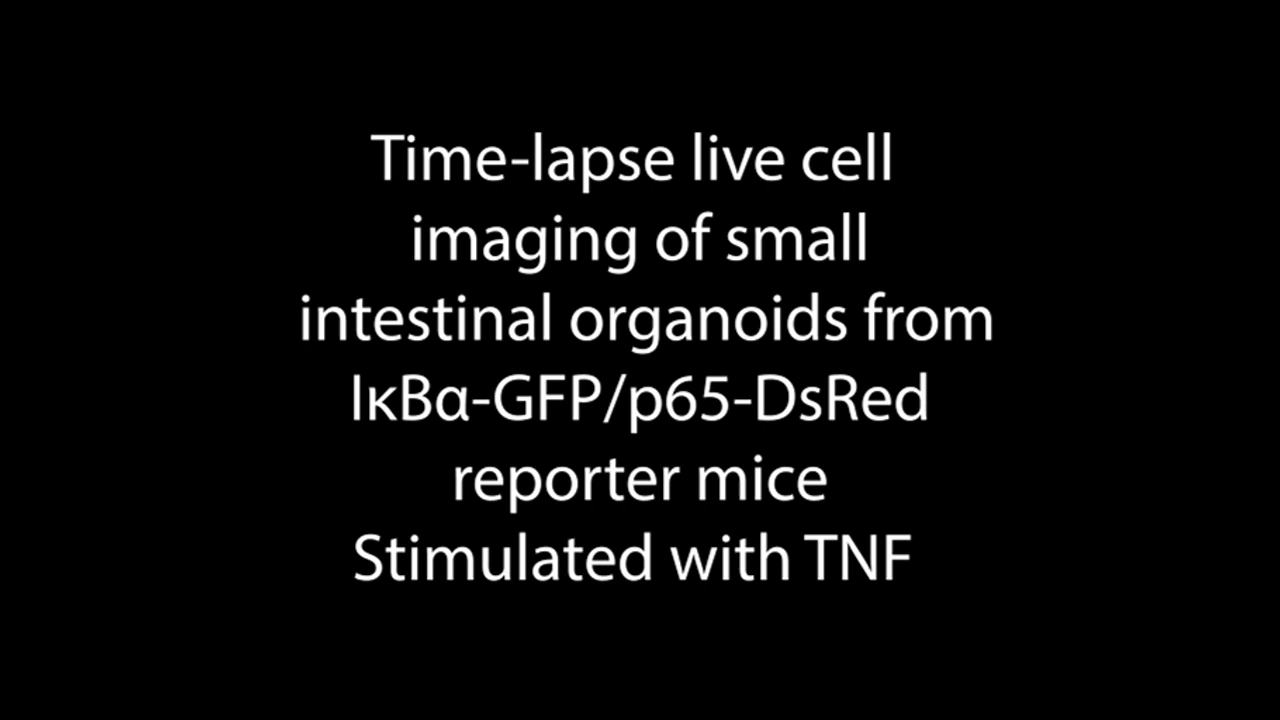 Time-lapse live cell
imaging of small
intestinal organoids from
IκBα-GFP/p65-DsRed
reporter mice
Stimulated with TNF